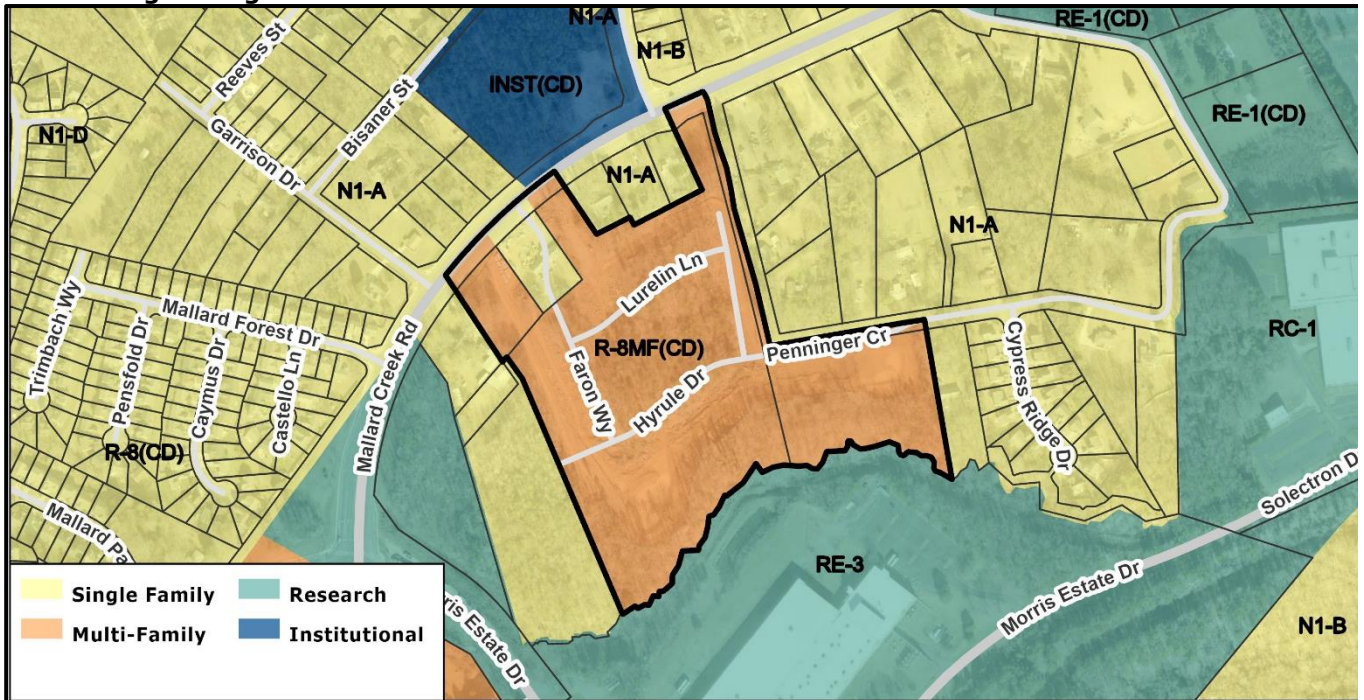 N1-A
RE-1(CD)
Reeves St
N1-B
INST(CD)
RE-1(CD)
Bisaner St
N1-D
Garrison Dr
N1-A
N1-A
N1-A
Lurelin Ln
Trimbach Wy
Mallard Forest Dr
RC-1
Pensfold Dr
Caymus Dr
Castello Ln
R-8MF(CD)
Penninger Cr
Faron Wy
Hyrule Dr
Cypress Ridge Dr
Mallard Creek Rd
R-8(CD)
Solectron D
Mallard Pa
RE-3
Morris Estate Dr
rris Estate Dr
N1-B
Single Family
Research
Multi-Family
Institutional